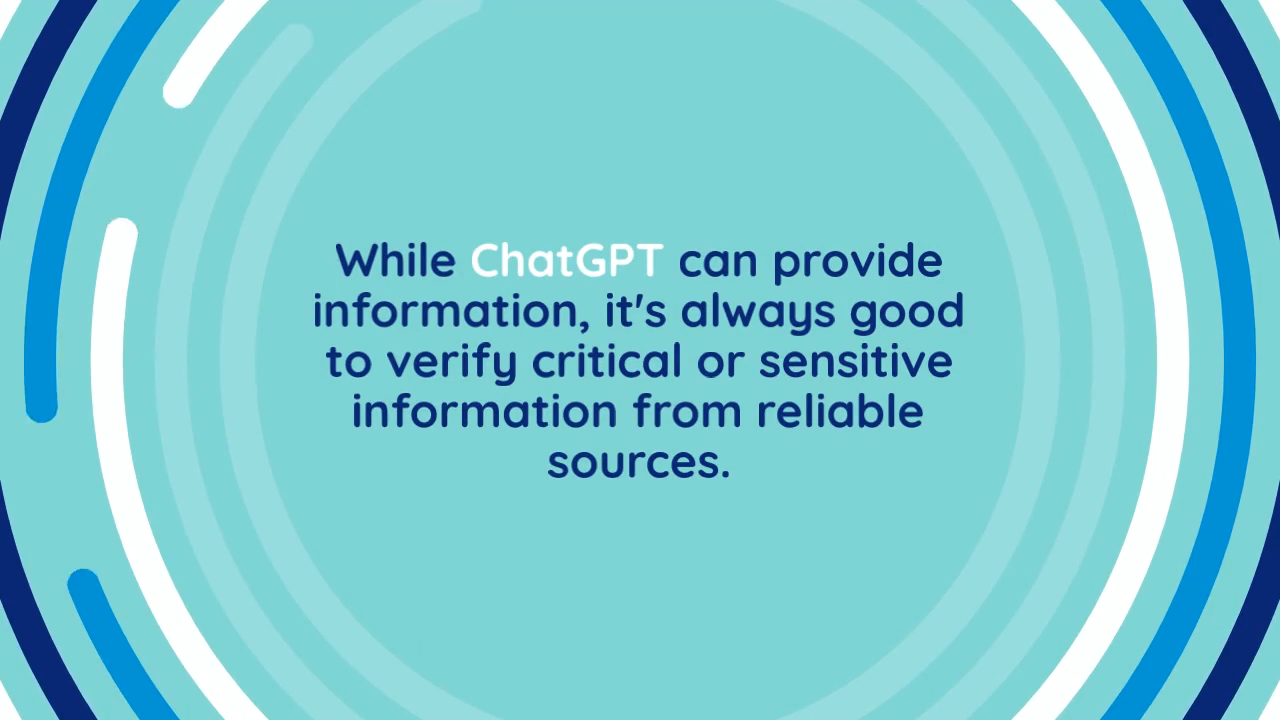 While ChatGPT can provide
information, it's always good
to verify critical or sensitive
information from reliable
sources.